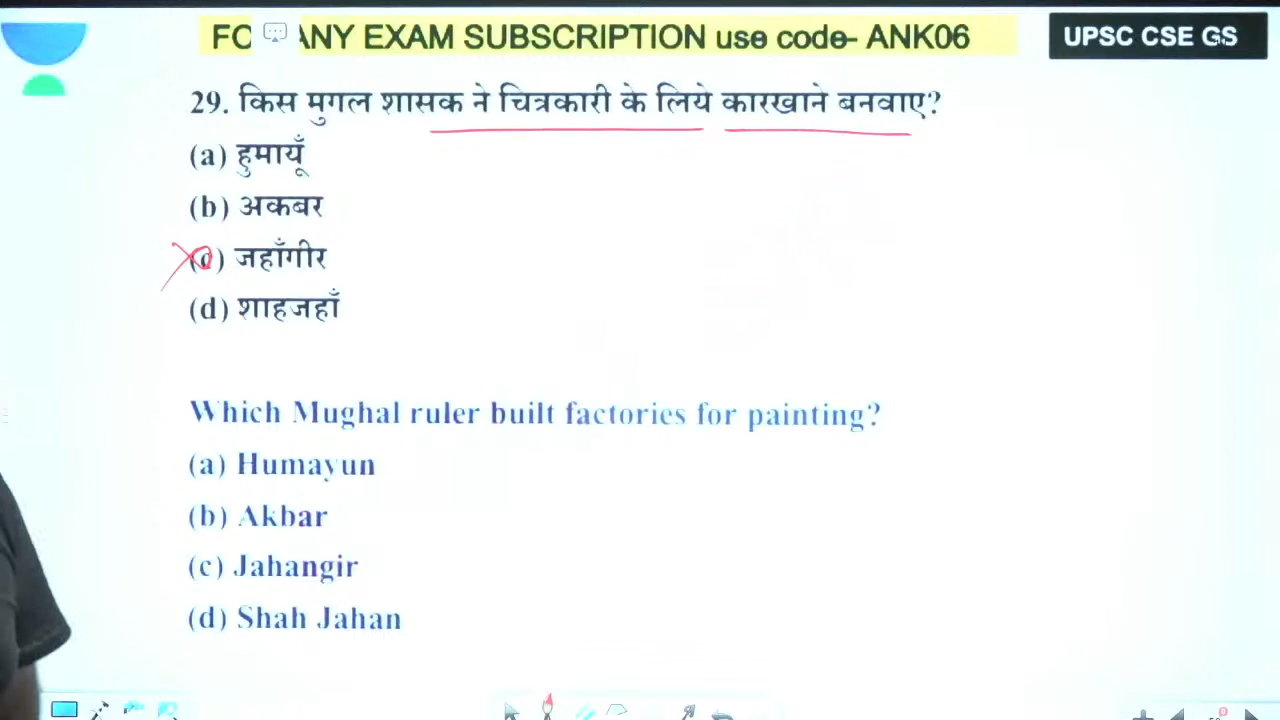 FO ANY EXAM SUBSCRIPTION use code- ANK06
UPSC CSE GS
29. किस मुगल शासक ने चित्रकारी के लिये कारखाने बनवाए?
(a) हुमायूँ
(b) अकबर
(c) जहाँगीर
(d) शाहजहाँ
Which Mughal ruler built factories for painting?
(a) Humayun
(b) Akbar
(c) Jahangir
(d) Shah Jahan